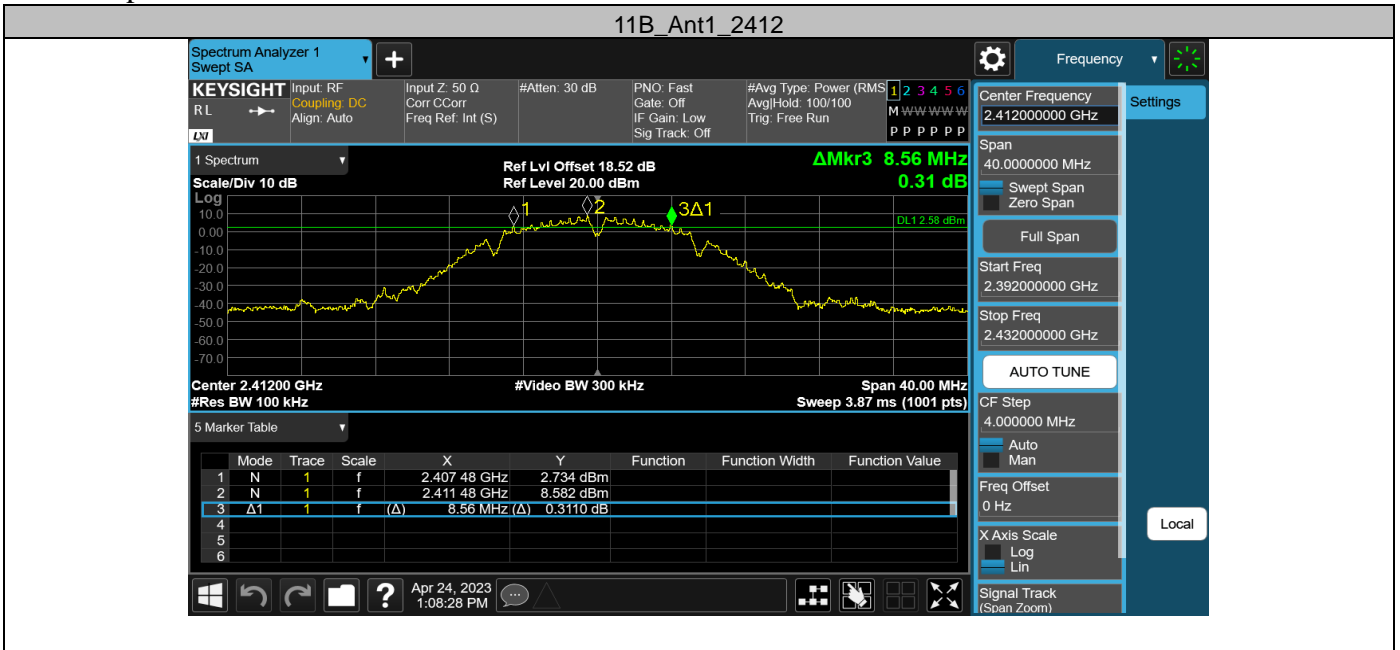 11B_Ant1_2412
Spectrum Analyzer 1
Swept SA
+
Frequency
KEYSIGHT
RL
LXI
Input: RF
Coupling: DC
Align: Auto
Input Z: 50 Ω
Corr CCorr
Freq Ref: Int (S)
#Atten: 30 dB
PNO: Fast
Gate: Off
IF Gain: Low
Sig Track: Off
#Avg Type: Power (RMS
Avg|Hold: 100/100
Trig: Free Run
1 2 3 4 5 6
M W W W W W
P P P P P P
1 Spectrum
Scale/Div 10 dB
Ref Lvl Offset 18.52 dB
Ref Level 20.00 dBm
ΔMkr3 8.56 MHz
0.31 dB
Log
10.0
0.00
-10.0
-20.0
-30.0
-40.0
-50.0
-60.0
-70.0
1
2
3Δ1
DL1 2.58 dBm
Center 2.41200 GHz
#Video BW 300 kHz
Span 40.00 MHz
#Res BW 100 kHz
Sweep 3.87 ms (1001 pts)
5 Marker Table
Mode Trace Scale X Y Function Function Width Function Value
1 N 1 f 2.407 48 GHz 2.734 dBm
2 N 1 f 2.411 48 GHz 8.582 dBm
3 Δ1 1 f (Δ) 8.56 MHz (Δ) 0.3110 dB
4
5
6
?
Apr 24, 2023
1:08:28 PM
Center Frequency
2.412000000 GHz
Settings
Span
40.0000000 MHz
Swept Span
Zero Span
Full Span
Start Freq
2.392000000 GHz
Stop Freq
2.432000000 GHz
AUTO TUNE
CF Step
4.000000 MHz
Auto
Man
Freq Offset
0 Hz
Local
X Axis Scale
Log
Lin
Signal Track
(Span Zoom)